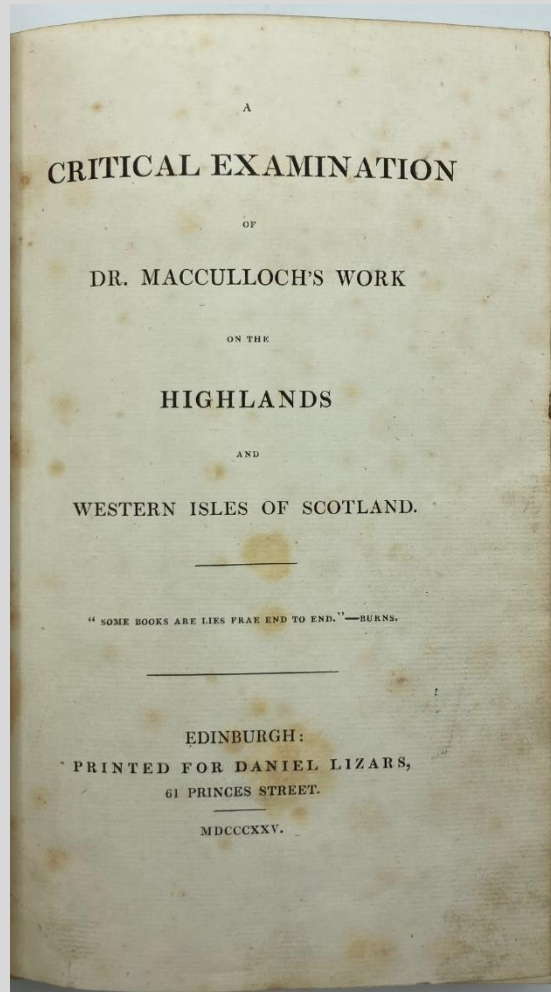 A
CRITICAL EXAMINATION
OF
DR. MACCULLOCH'S WORK
ON THE
HIGHLANDS
AND
WESTERN ISLES OF SCOTLAND.
" SOME BOOKS ARE LIES FRAE END TO END."—BURNS.
EDINBURGH:
PRINTED FOR DANIEL LIZARS,
61 PRINCES STREET.
MDCCCXXV.